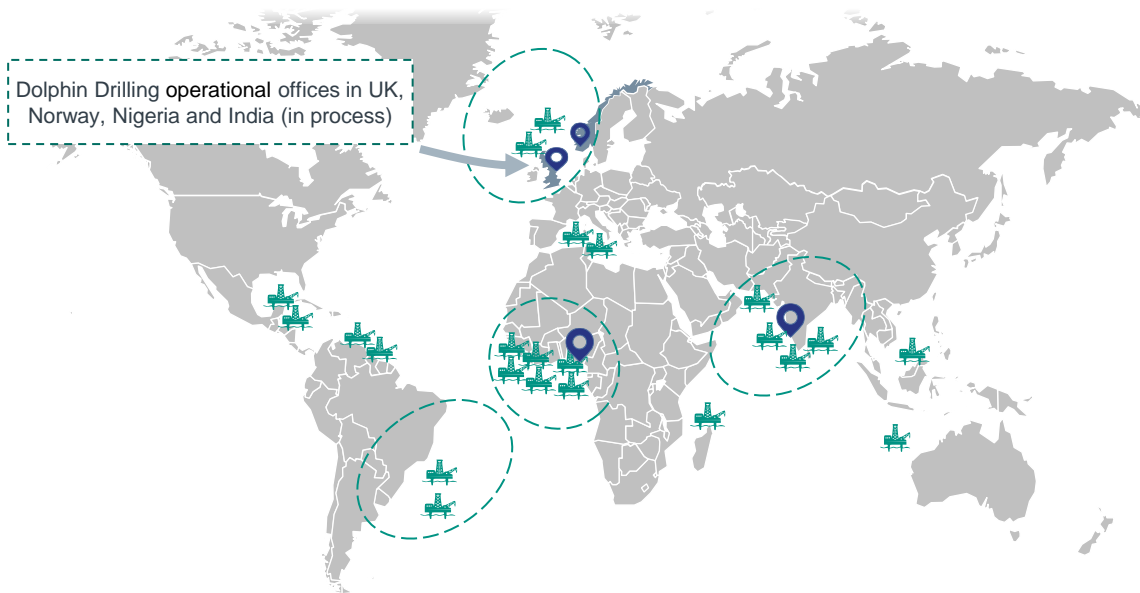 Dolphin Drilling operational offices in UK,
Norway, Nigeria and India (in process)